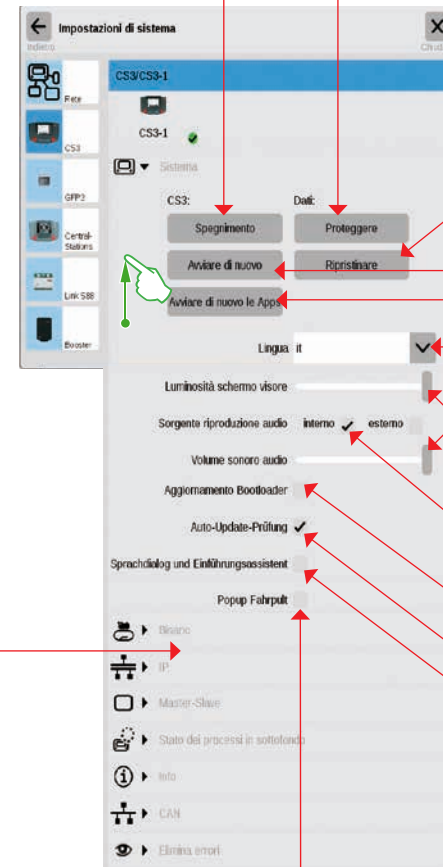 Impostazioni di sistema
Indietro
Chiudi
Rete
CS3
GFP3
Central-
Stations
Link S88
Booster
CS3/CS3-1
CS3-1
Sistema
CS3:
Dati:
Spegnimento
Proteggere
Avviare di nuovo
Ripristinare
Avviare di nuovo le Apps
Lingua it
Luminosità schermo visore
Sorgente riproduzione audio interno esterno
Volume sonoro audio
Aggiornamento Bootloader
Auto-Update-Prüfung
Sprachdialog und Einführungsassistent
Popup Fahrpult
Bisano
IP
Master-Slave
Stato dei processi in sottofondo
Info
CAN
Elimina errori